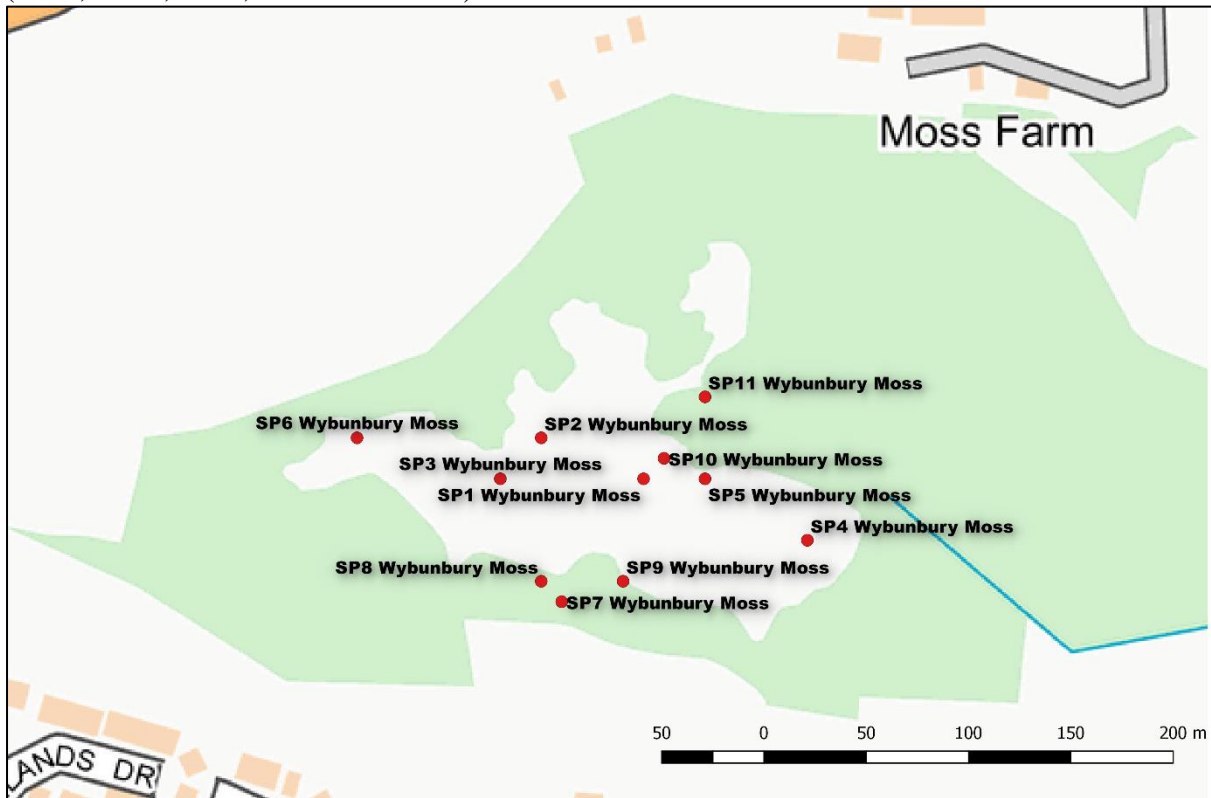 Moss Farm
SP11 Wybunbury Moss
SP6 Wybunbury Moss
SP2 Wybunbury Moss
SP3 Wybunbury Moss
SP10 Wybunbury Moss
SP1 Wybunbury Moss
SP5 Wybunbury Moss
SP4 Wybunbury Moss
SP8 Wybunbury Moss
SP9 Wybunbury Moss
SP7 Wybunbury Moss
50 0 50 100 150 200 m
LANDS DR